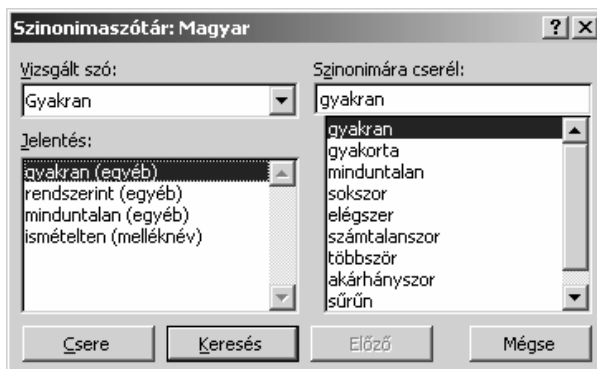 Szinonimaszótár: Magyar
Vizsgált szó:
Gyakran
Jelentés:
gyakran (egyéb)
rendszerint (egyéb)
minduntalan (egyéb)
ismételten (melléknév)
Szinonimára cserél:
gyakran
gyakran
gyakorta
minduntalan
sokszor
elégszer
számtalanszor
többször
akárhányszor
sűrűn
Csere
Keresés
Előző
Mégse